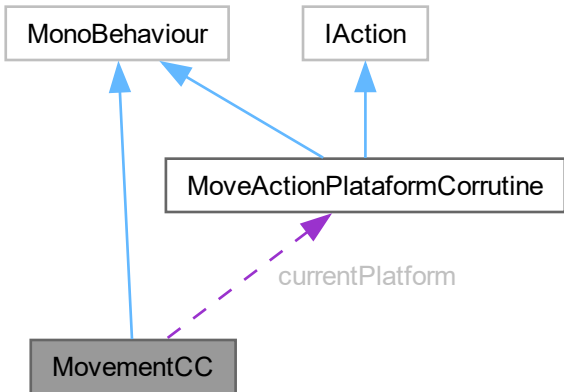 MonoBehaviour
IAction
MoveActionPlataformCorrutine
currentPlatform
MovementCC